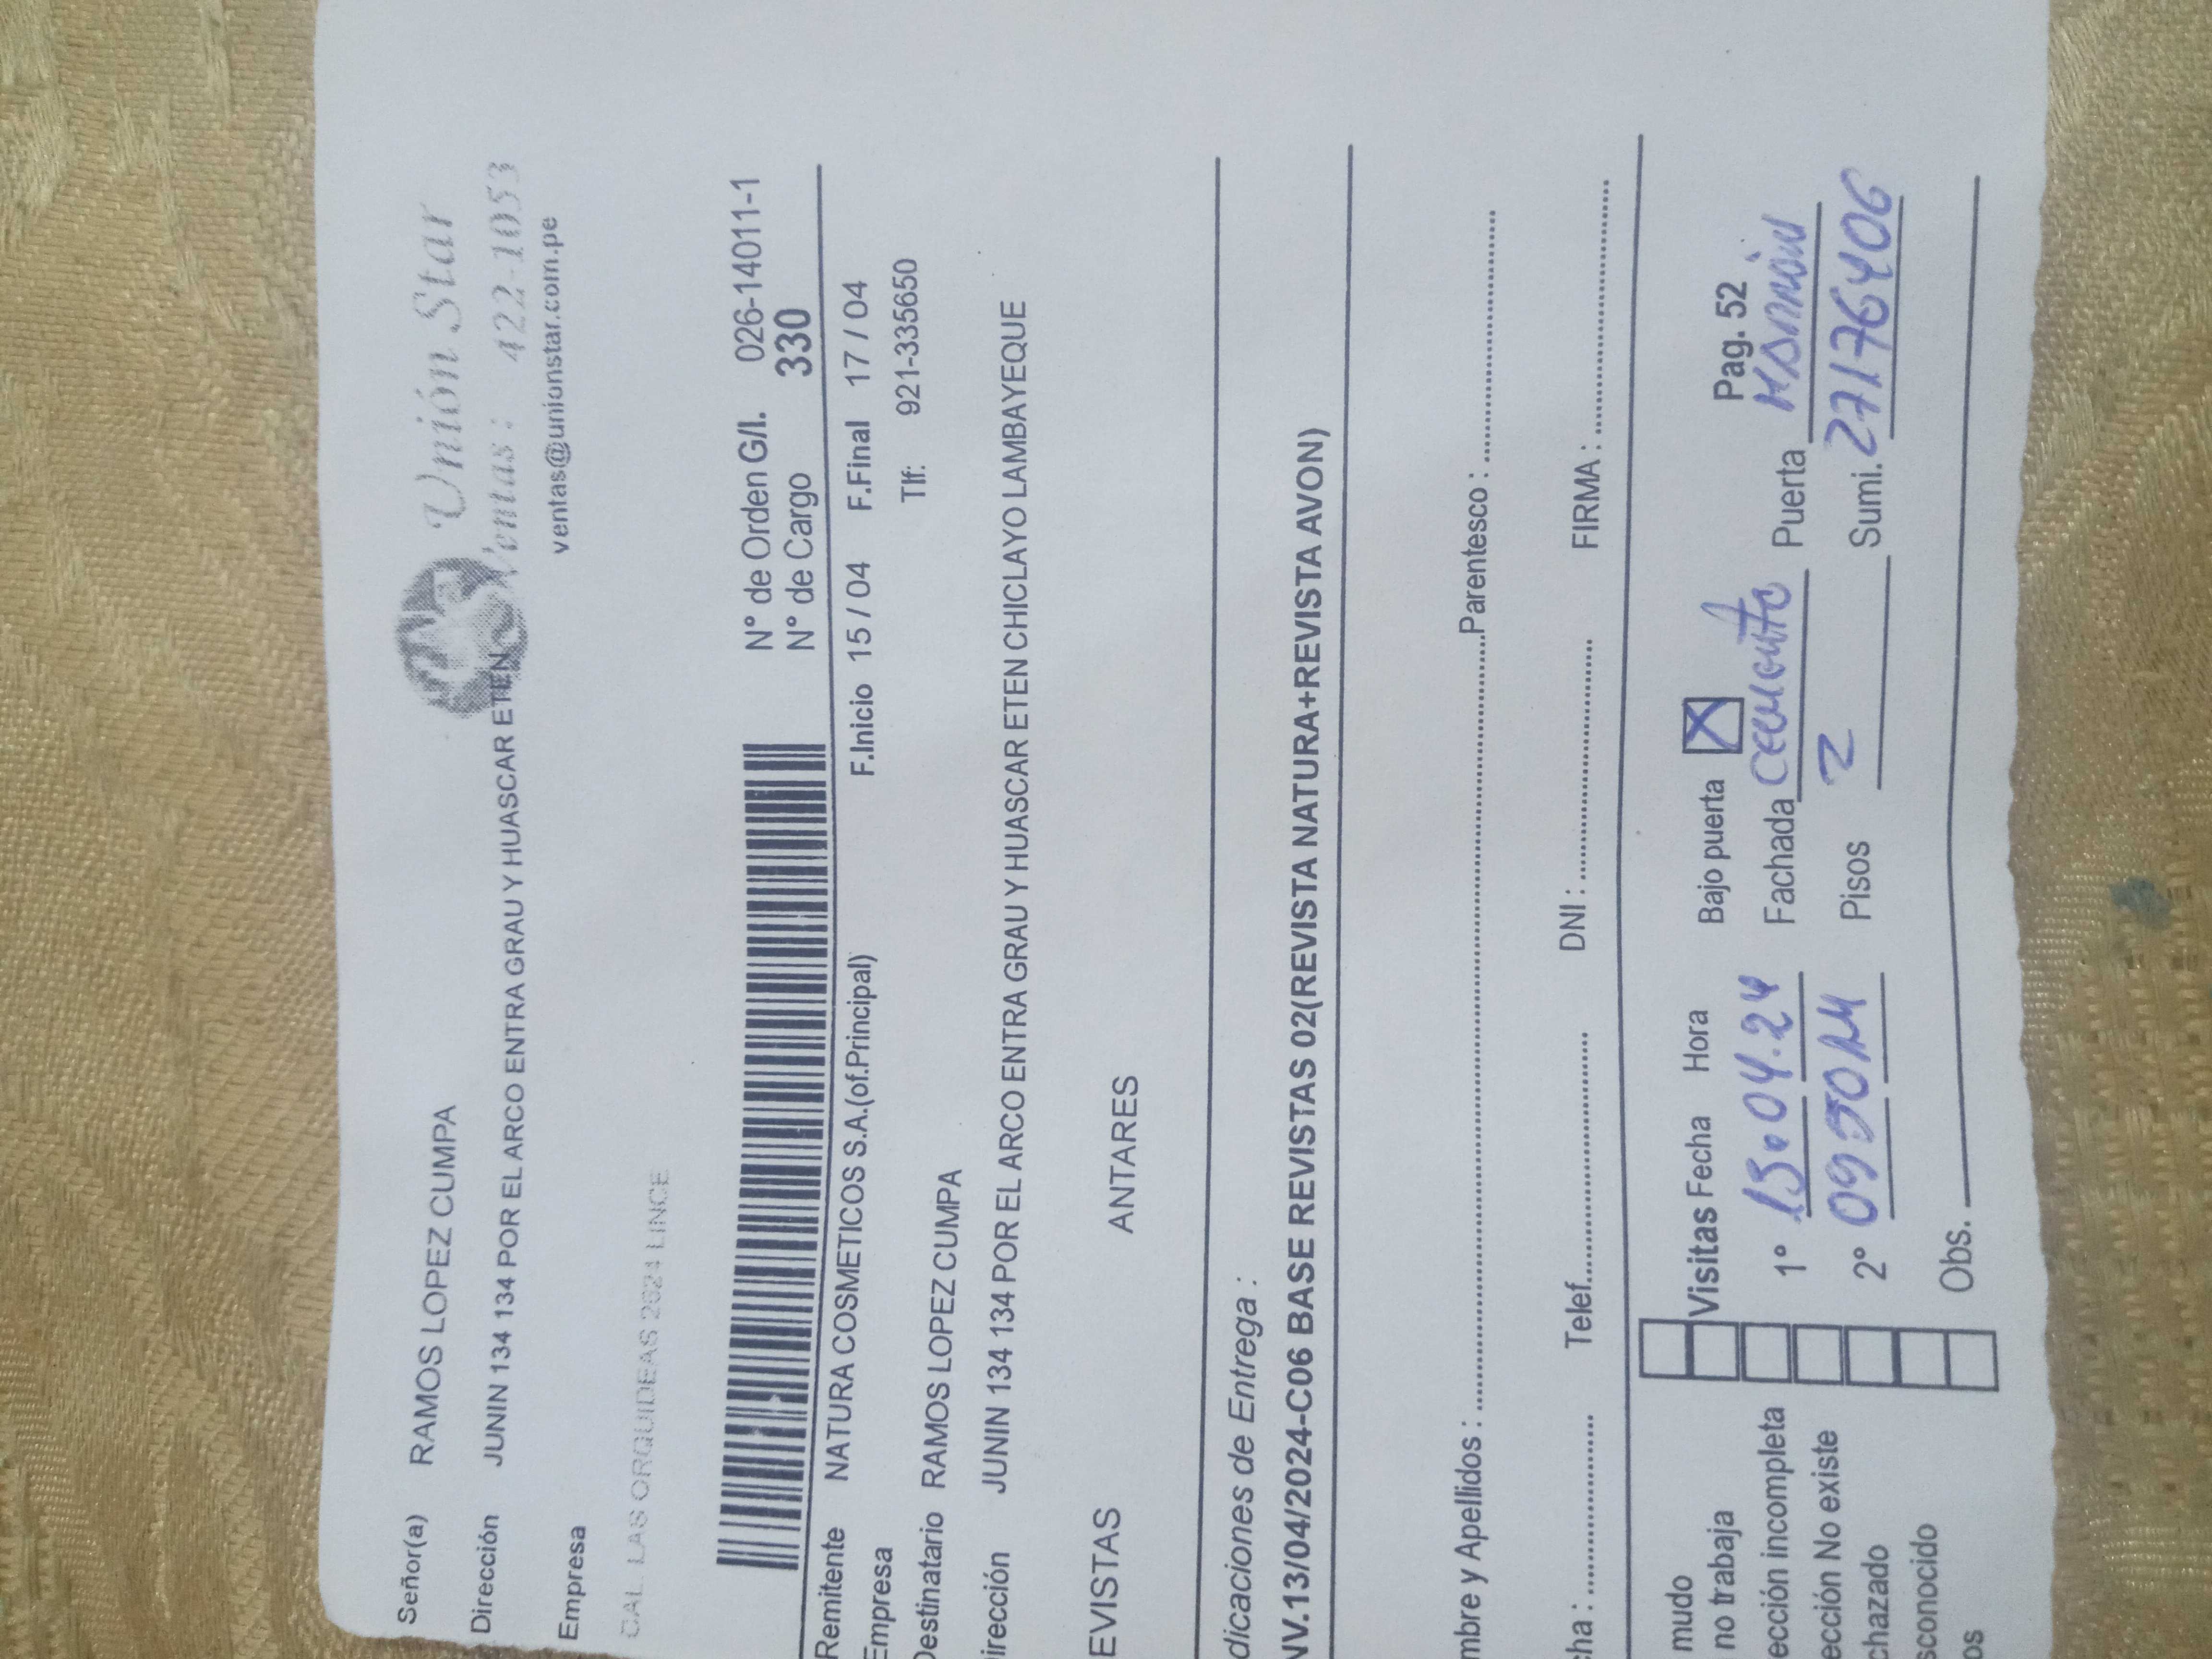 Señor(a) RAMOS LOPEZ CUMPA
Unión Star
Dirección JUNIN 134 134 POR EL ARCO ENTRA GRAU Y HUASCAR ETEN
Ventas : 422-1053
Empresa
ventas@unionstar.com.pe
CAL. LAS ORQUIDEAS LINCE
N° de Orden G/I. 026-14011-1
N° de Cargo 330
Remitente NATURA COSMETICOS S.A.(of.Principal) F.Inicio 15 / 04 F.Final 17 / 04
Empresa Tlf: 921-335650
Destinatario RAMOS LOPEZ CUMPA
irección JUNIN 134 134 POR EL ARCO ENTRA GRAU Y HUASCAR ETEN CHICLAYO LAMBAYEQUE
EVISTAS ANTARES
dicaciones de Entrega :
NV.13/04/2024-C06 BASE REVISTAS 02(REVISTA NATURA+REVISTA AVON)
mbre y Apellidos : Parentesco :
cha : Telef. DNI : FIRMA :
mudo
Visitas Fecha Hora Bajo puerta X Pag. 52
no trabaja
1° 15.04.24 Fachada Puerta
ección incompleta
2° Pisos 2 Sumi. 27176406
ección No existe
chazado
Obs.
sconocido
os